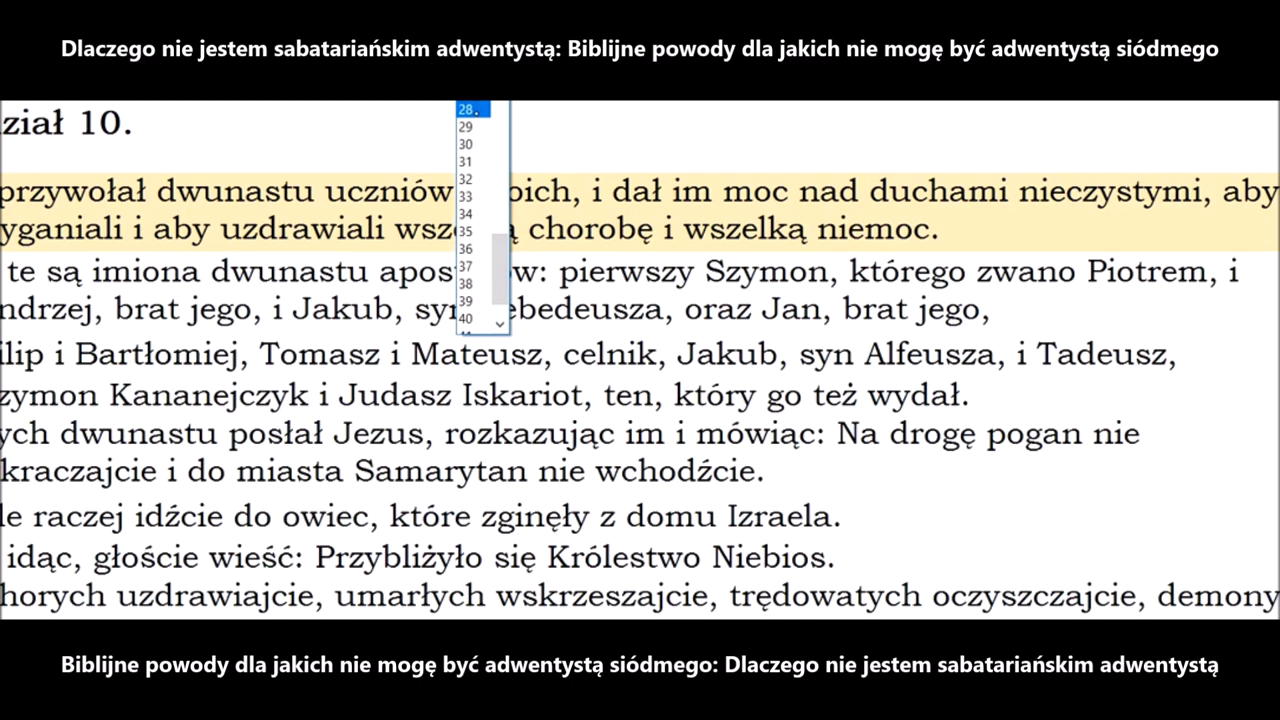 Dlaczego nie jestem sabatariańskim adwentystą: Biblijne powody dla jakich nie mogę być adwentystą siódmego
ział 10.
28
29
30
31
32
33
34
35
36
37
38
39
40
przywołał dwunastu uczniów oich, i dał im moc nad duchami nieczystymi, aby
yganiali i aby uzdrawiali wsz ą chorobę i wszelką niemoc.
te są imiona dwunastu apos w: pierwszy Szymon, którego zwano Piotrem, i
ndrzej, brat jego, i Jakub, syn ebedeusza, oraz Jan, brat jego,
ilip i Bartłomiej, Tomasz i Mateusz, celnik, Jakub, syn Alfeusza, i Tadeusz,
zymon Kananejczyk i Judasz Iskariot, ten, który go też wydał.
ych dwunastu posłał Jezus, rozkazując im i mówiąc: Na drogę pogan nie
kraczajcie i do miasta Samarytan nie wchodźcie.
le raczej idźcie do owiec, które zginęły z domu Izraela.
idąc, głoście wieść: Przybliżyło się Królestwo Niebios.
horych uzdrawiajcie, umarłych wskrzeszajcie, trędowatych oczyszczajcie, demony
Biblijne powody dla jakich nie mogę być adwentystą siódmego: Dlaczego nie jestem sabatariańskim adwentystą